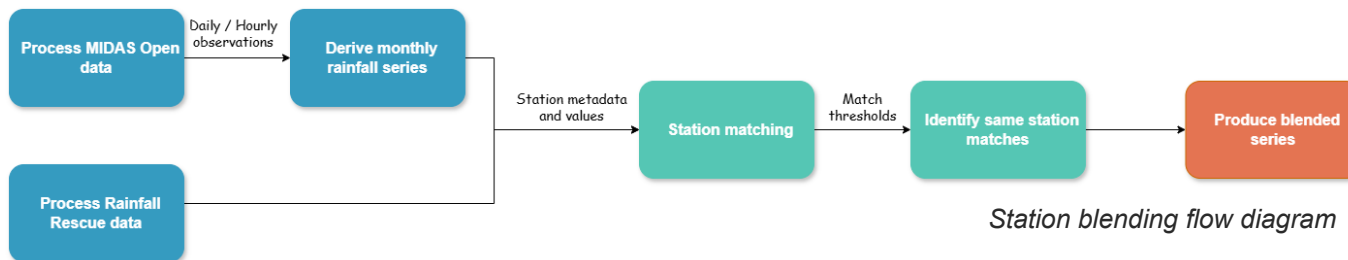 Process MIDAS Open
data
Daily / Hourly
observations
Derive monthly
rainfall series
Process Rainfall
Rescue data
Station metadata
and values
Station matching
Match
thresholds
Identify same station
matches
Produce blended
series
Station blending flow diagram